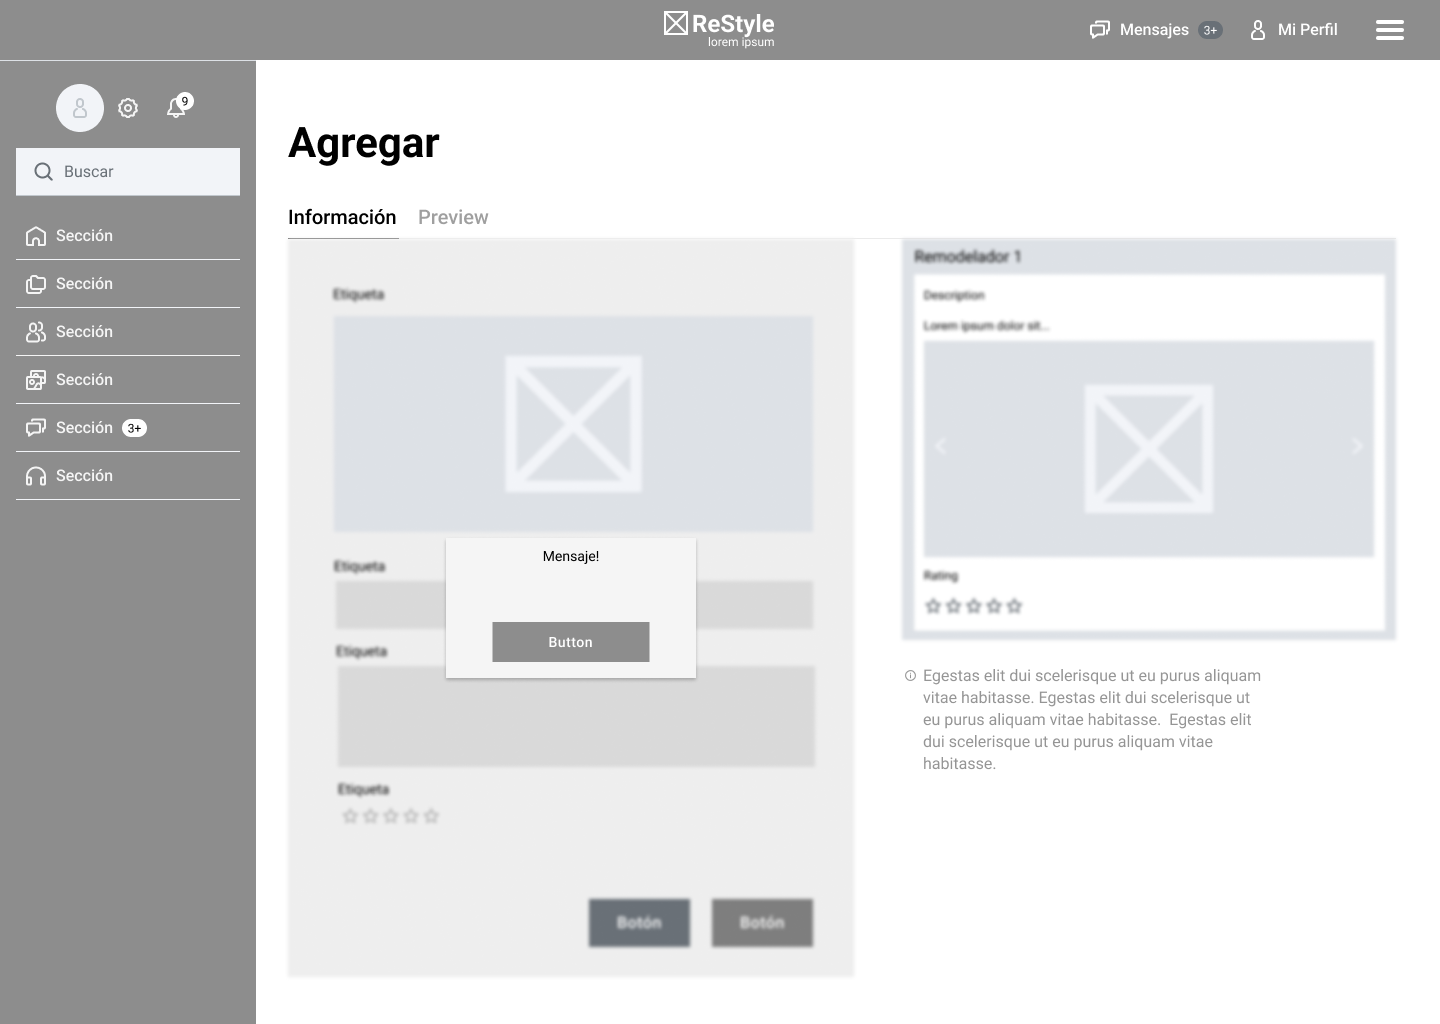 ReStyle
lorem ipsum
Mensajes 3+
Mi Perfil
9
Buscar
Sección
Sección
Sección
Sección
Sección 3+
Sección
Agregar
Información Preview
Etiqueta
Etiqueta
Mensaje!
Button
Etiqueta
Etiqueta
Botón Botón
Remodelador 1
Description
Lorem ipsum dolor sit...
Rating
Egestas elit dui scelerisque ut eu purus aliquam
vitae habitasse. Egestas elit dui scelerisque ut
eu purus aliquam vitae habitasse.  Egestas elit
dui scelerisque ut eu purus aliquam vitae
habitasse.